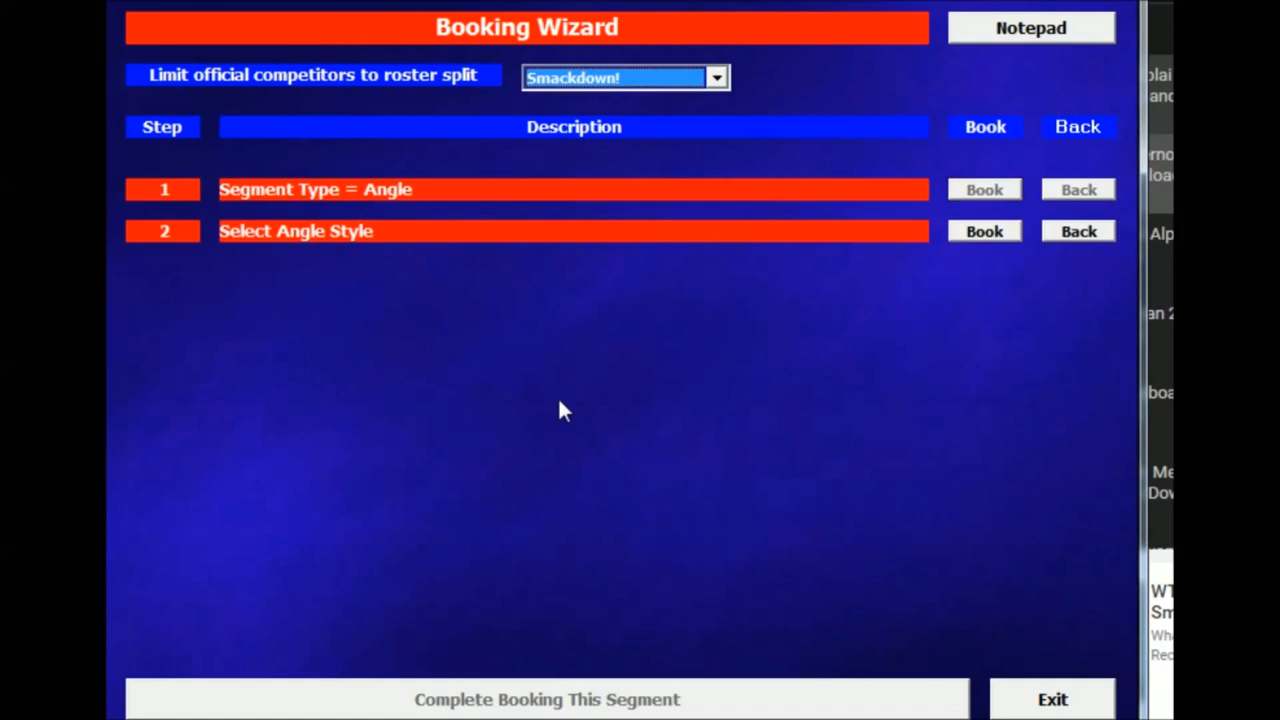 Booking Wizard
Notepad
Limit official competitors to roster split
Smackdown!
Step Description Book Back
1 Segment Type = Angle Book Back
2 Select Angle Style Book Back
Complete Booking This Segment
Exit